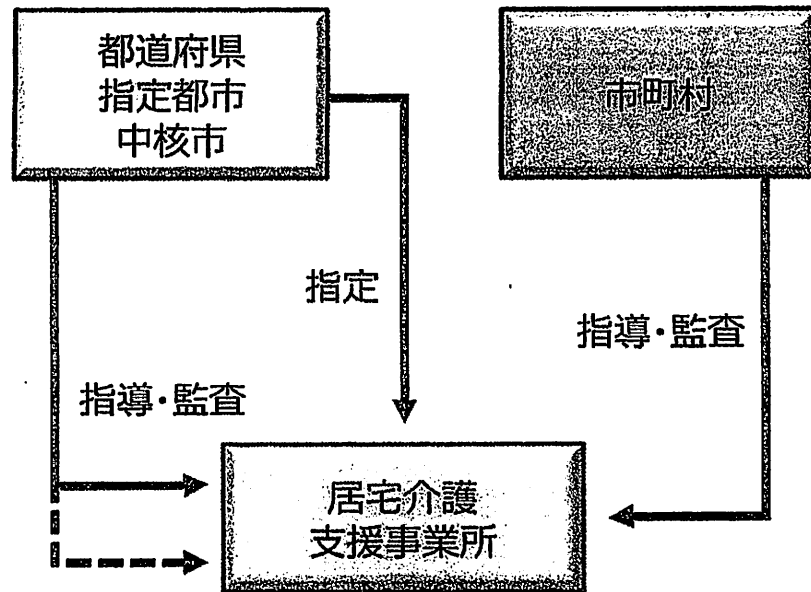 都道府県
指定都市
中核市
市町村
指定
指導・監査
指導・監査
居宅介護
支援事業所